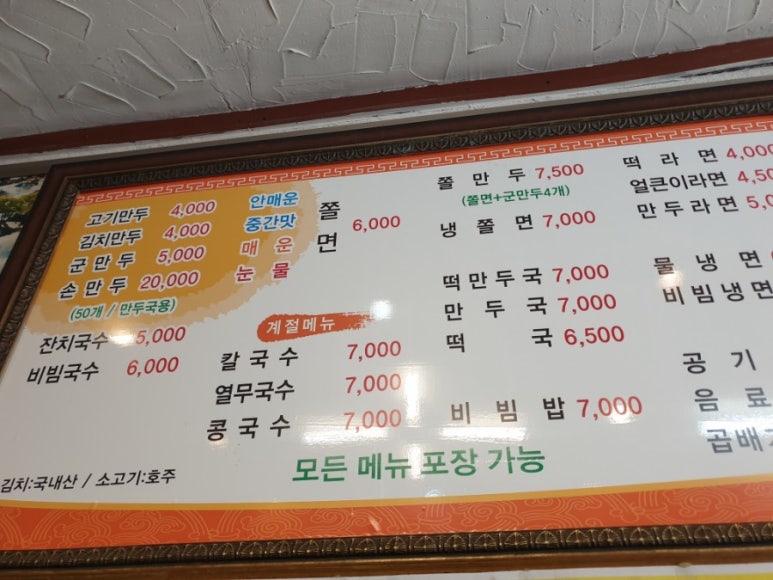 고기만두 4,000
김치만두 4,000
군만두 5,000
손만두 20,000
(50개 / 만두국용)
잔치국수 5,000
비빔국수 6,000
안매운
중간맛
매운
눈물
쫄면 6,000
계절메뉴
칼국수 7,000
열무국수 7,000
콩국수 7,000
쫄만두 7,500
(쫄면+군만두4개)
냉쫄면 7,000
떡만두국 7,000
만두국 7,000
떡국 6,500
비빔밥 7,000
떡라면 4,000
얼큰이라면
만두라면
물냉면
비빔냉면
공기
음료
모든 메뉴 포장 가능
김치:국내산 / 소고기:호주